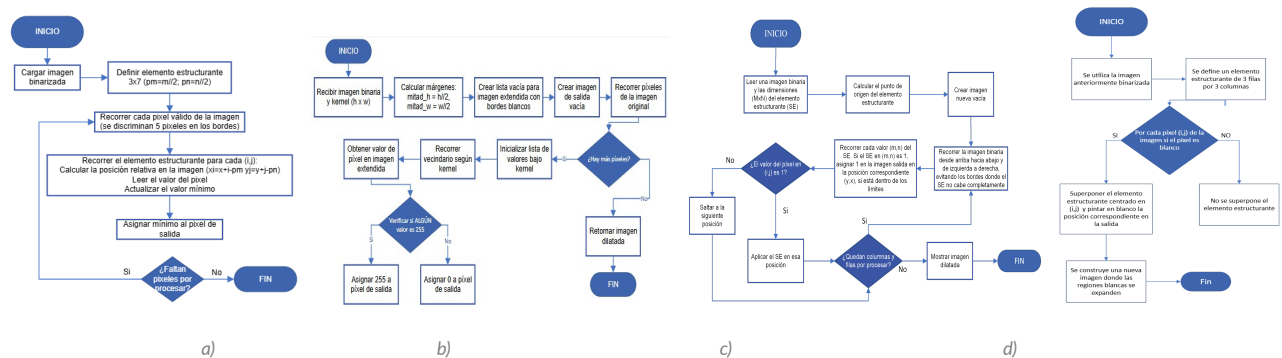 INICIO
Cargar imagen
binarizada
Definir elemento estructurante
3x7 (pm=m//2; pn=n//2)
Recorrer cada pixel válido de la imagen
(se discriminan 5 pixeles en los bordes)
Recorrer el elemento estructurante para cada (i,j):
Calcular la posición relativa en la imagen (xi=x+i-pm yj=y+j-pn)
Leer el valor del pixel
Actualizar el valor mínimo
Asignar mínimo al pixel de
salida
¿Faltan
pixeles por
procesar?
Si
No
FIN
a)
INICIO
Recibir imagen binaria
y kernel (h x w)
Calcular márgenes:
mitad_h = h//2,
mitad_w = w//2
Crear lista vacía para
imagen extendida con
bordes blancos
Crear imagen
de salida
vacía
Recorrer píxeles
de la imagen
original
¿Hay más píxeles?
Si
No
Inicializar lista de
valores bajo
kernel
Recorrer
vecindario según
kernel
Obtener valor de
píxel en imagen
extendida
Verificar si ALGÚN
valor es 255
Si
No
Asignar 255 a
píxel de salida
Asignar 0 a píxel
de salida
Retornar imagen
dilatada
FIN
b)
INICIO
Leer una imagen binaria
y las dimensiones (MxN)
del elemento
estructurante (SE)
Calcular el punto de
origen del elemento
estructurante
Crear imagen
nueva vacía
Recorrer la imagen binaria
desde arriba hacia abajo y
de izquierda a derecha,
evitando los bordes donde el
SE no cabe completamente
Recorrer cada valor (m,n) del
SE. Si el SE en (m,n) es 1,
asignar 1 en la imagen salida en
la posición correspondiente
(y,x), si está dentro de los
límites
¿El valor del pixel en
(i,j) es 1?
No
Si
Saltar a la
siguiente
posición
Aplicar el SE en esa
posición
¿Quedan columnas y
filas por procesar?
Si
No
Mostrar imagen
dilatada
FIN
c)
INICIO
Se utiliza la imagen
anteriormente binarizada
Se define un elemento
estructurante de 3 filas
por 3 columnas
Por cada pixel (i,j) de la
imagen si el pixel es
blanco
SI
NO
Superponer el elemento
estructurante centrado en
(i,j) y pintar en blanco la
posición correspondiente en
la salida
No se superpone el
elemento estructurante
Se construye una nueva
imagen donde las
regiones blancas se
expanden
Fin
d)